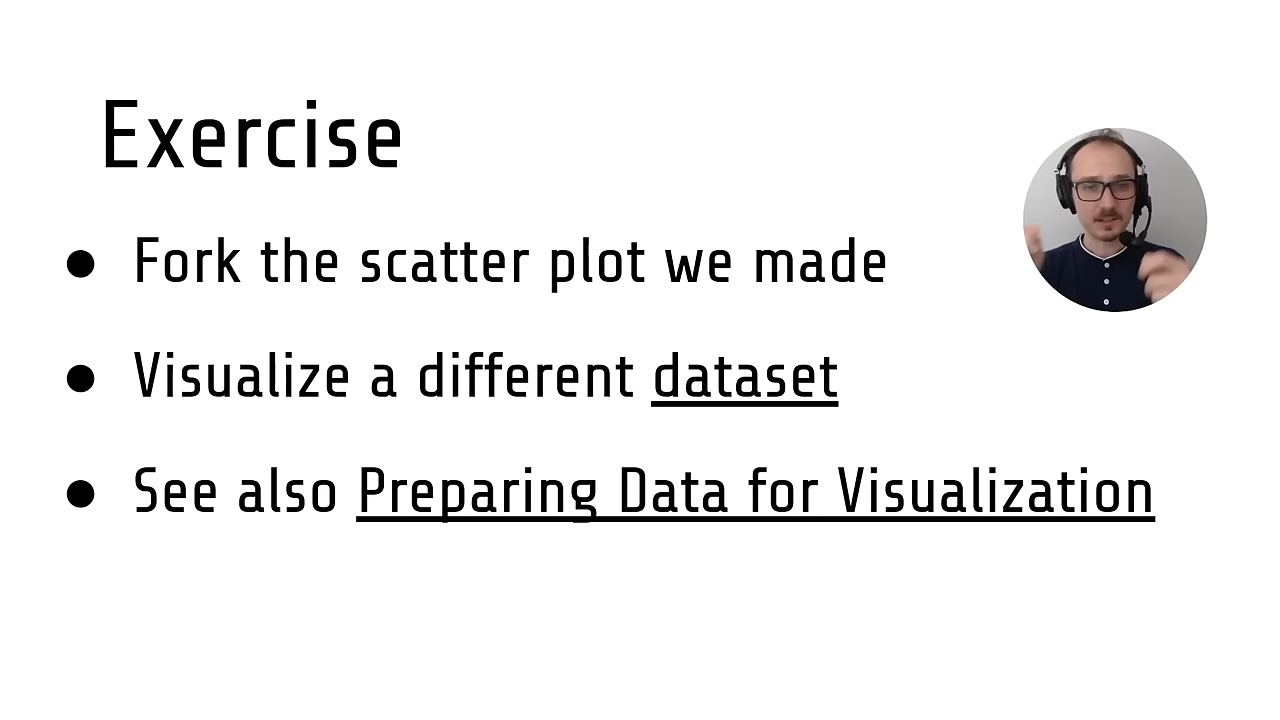 Exercise
● Fork the scatter plot we made
● Visualize a different dataset
● See also Preparing Data for Visualization